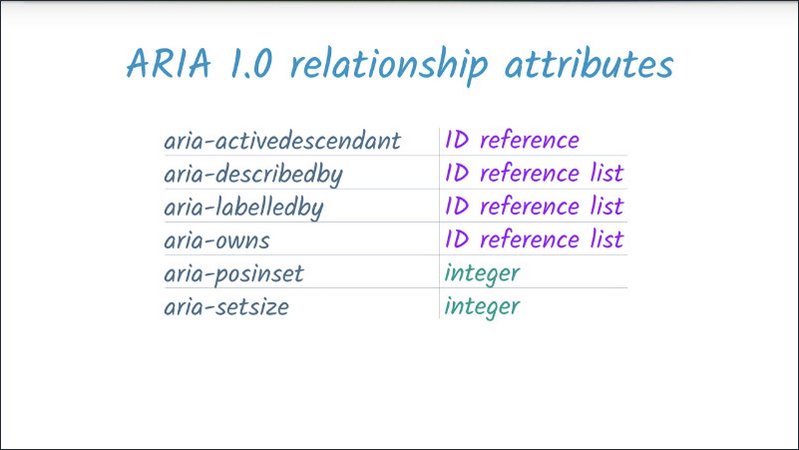 ARIA 1.0 relationship attributes
aria-activedescendant ID reference
aria-describedby ID reference list
aria-labelledby ID reference list
aria-owns ID reference list
aria-posinset integer
aria-setsize integer